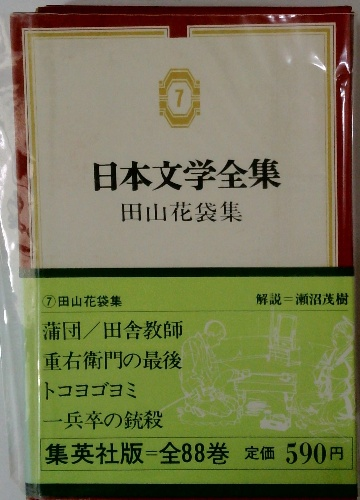 7
日本文学全集
田山花袋集
⑦田山花袋集
解説=瀬沼茂樹
蒲団／田舎教師
重右衛門の最後
トコヨゴヨミ
一兵卒の銃殺
集英社版=全88巻 定価 590円